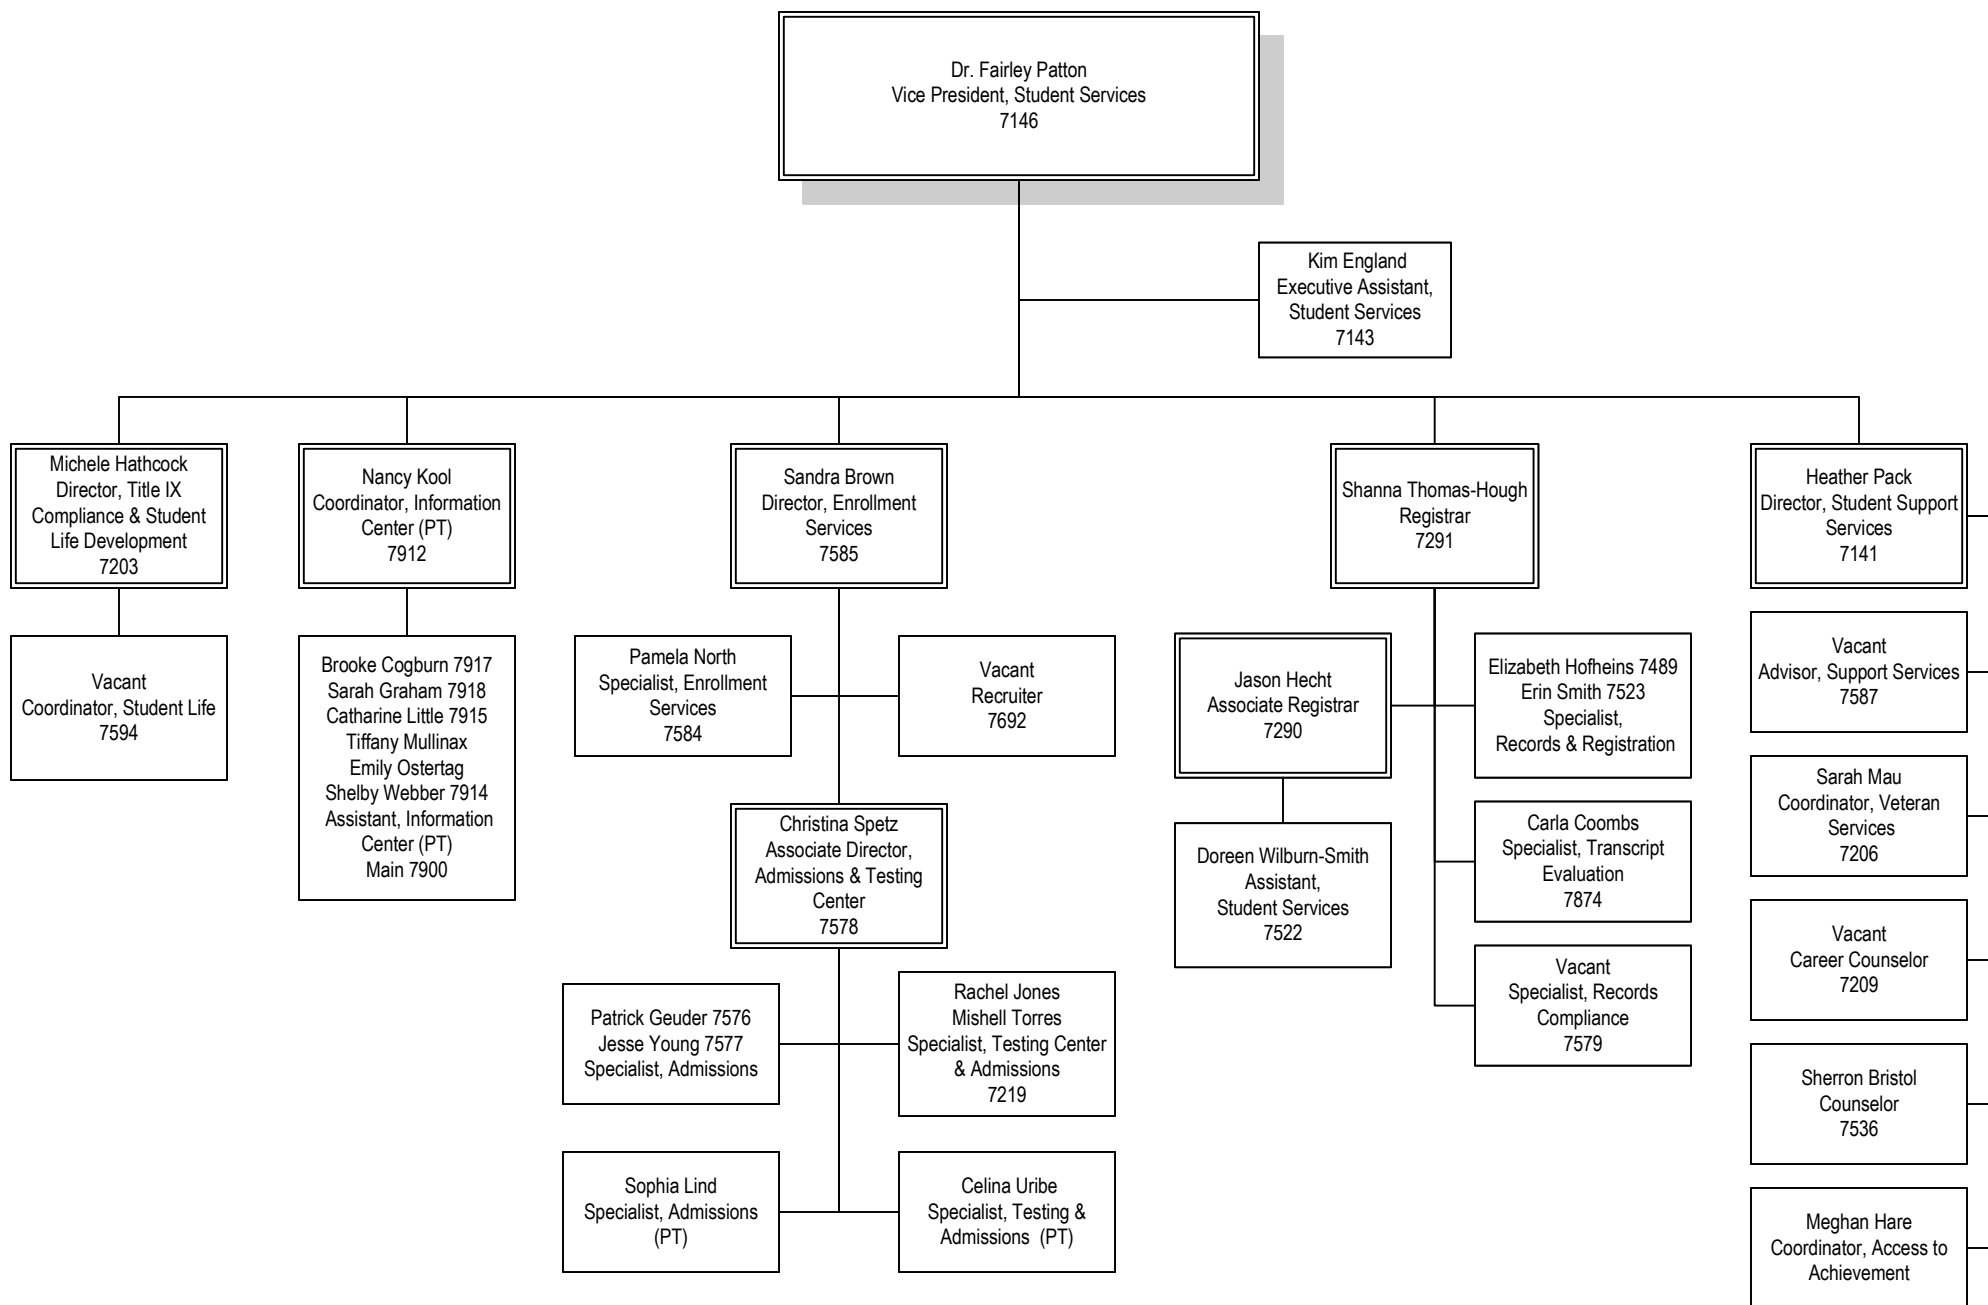 Dr. Fairley Patton
Vice President, Student Services
7146
Kim England
Executive Assistant,
Student Services
7143
Michele Hathcock
Director, Title IX
Compliance & Student
Life Development
7203
Nancy Kool
Coordinator, Information
Center (PT)
7912
Sandra Brown
Director, Enrollment
Services
7585
Shanna Thomas-Hough
Registrar
7291
Heather Pack
Director, Student Support
Services
7141
Vacant
Coordinator, Student Life
7594
Brooke Cogburn 7917
Sarah Graham 7918
Catharine Little 7915
Tiffany Mullinax
Emily Ostertag
Shelby Webber 7914
Assistant, Information
Center (PT)
Main 7900
Pamela North
Specialist, Enrollment
Services
7584
Vacant
Recruiter
7692
Christina Spetz
Associate Director,
Admissions & Testing
Center
7578
Patrick Geuder 7576
Jesse Young 7577
Specialist, Admissions
Rachel Jones
Mishell Torres
Specialist, Testing Center
& Admissions
7219
Sophia Lind
Specialist, Admissions
(PT)
Celina Uribe
Specialist, Testing &
Admissions (PT)
Jason Hecht
Associate Registrar
7290
Doreen Wilburn-Smith
Assistant,
Student Services
7522
Elizabeth Hofheins 7489
Erin Smith 7523
Specialist,
Records & Registration
Carla Coombs
Specialist, Transcript
Evaluation
7874
Vacant
Specialist, Records
Compliance
7579
Vacant
Advisor, Support Services
7587
Sarah Mau
Coordinator, Veteran
Services
7206
Vacant
Career Counselor
7209
Sherron Bristol
Counselor
7536
Meghan Hare
Coordinator, Access to
Achievement